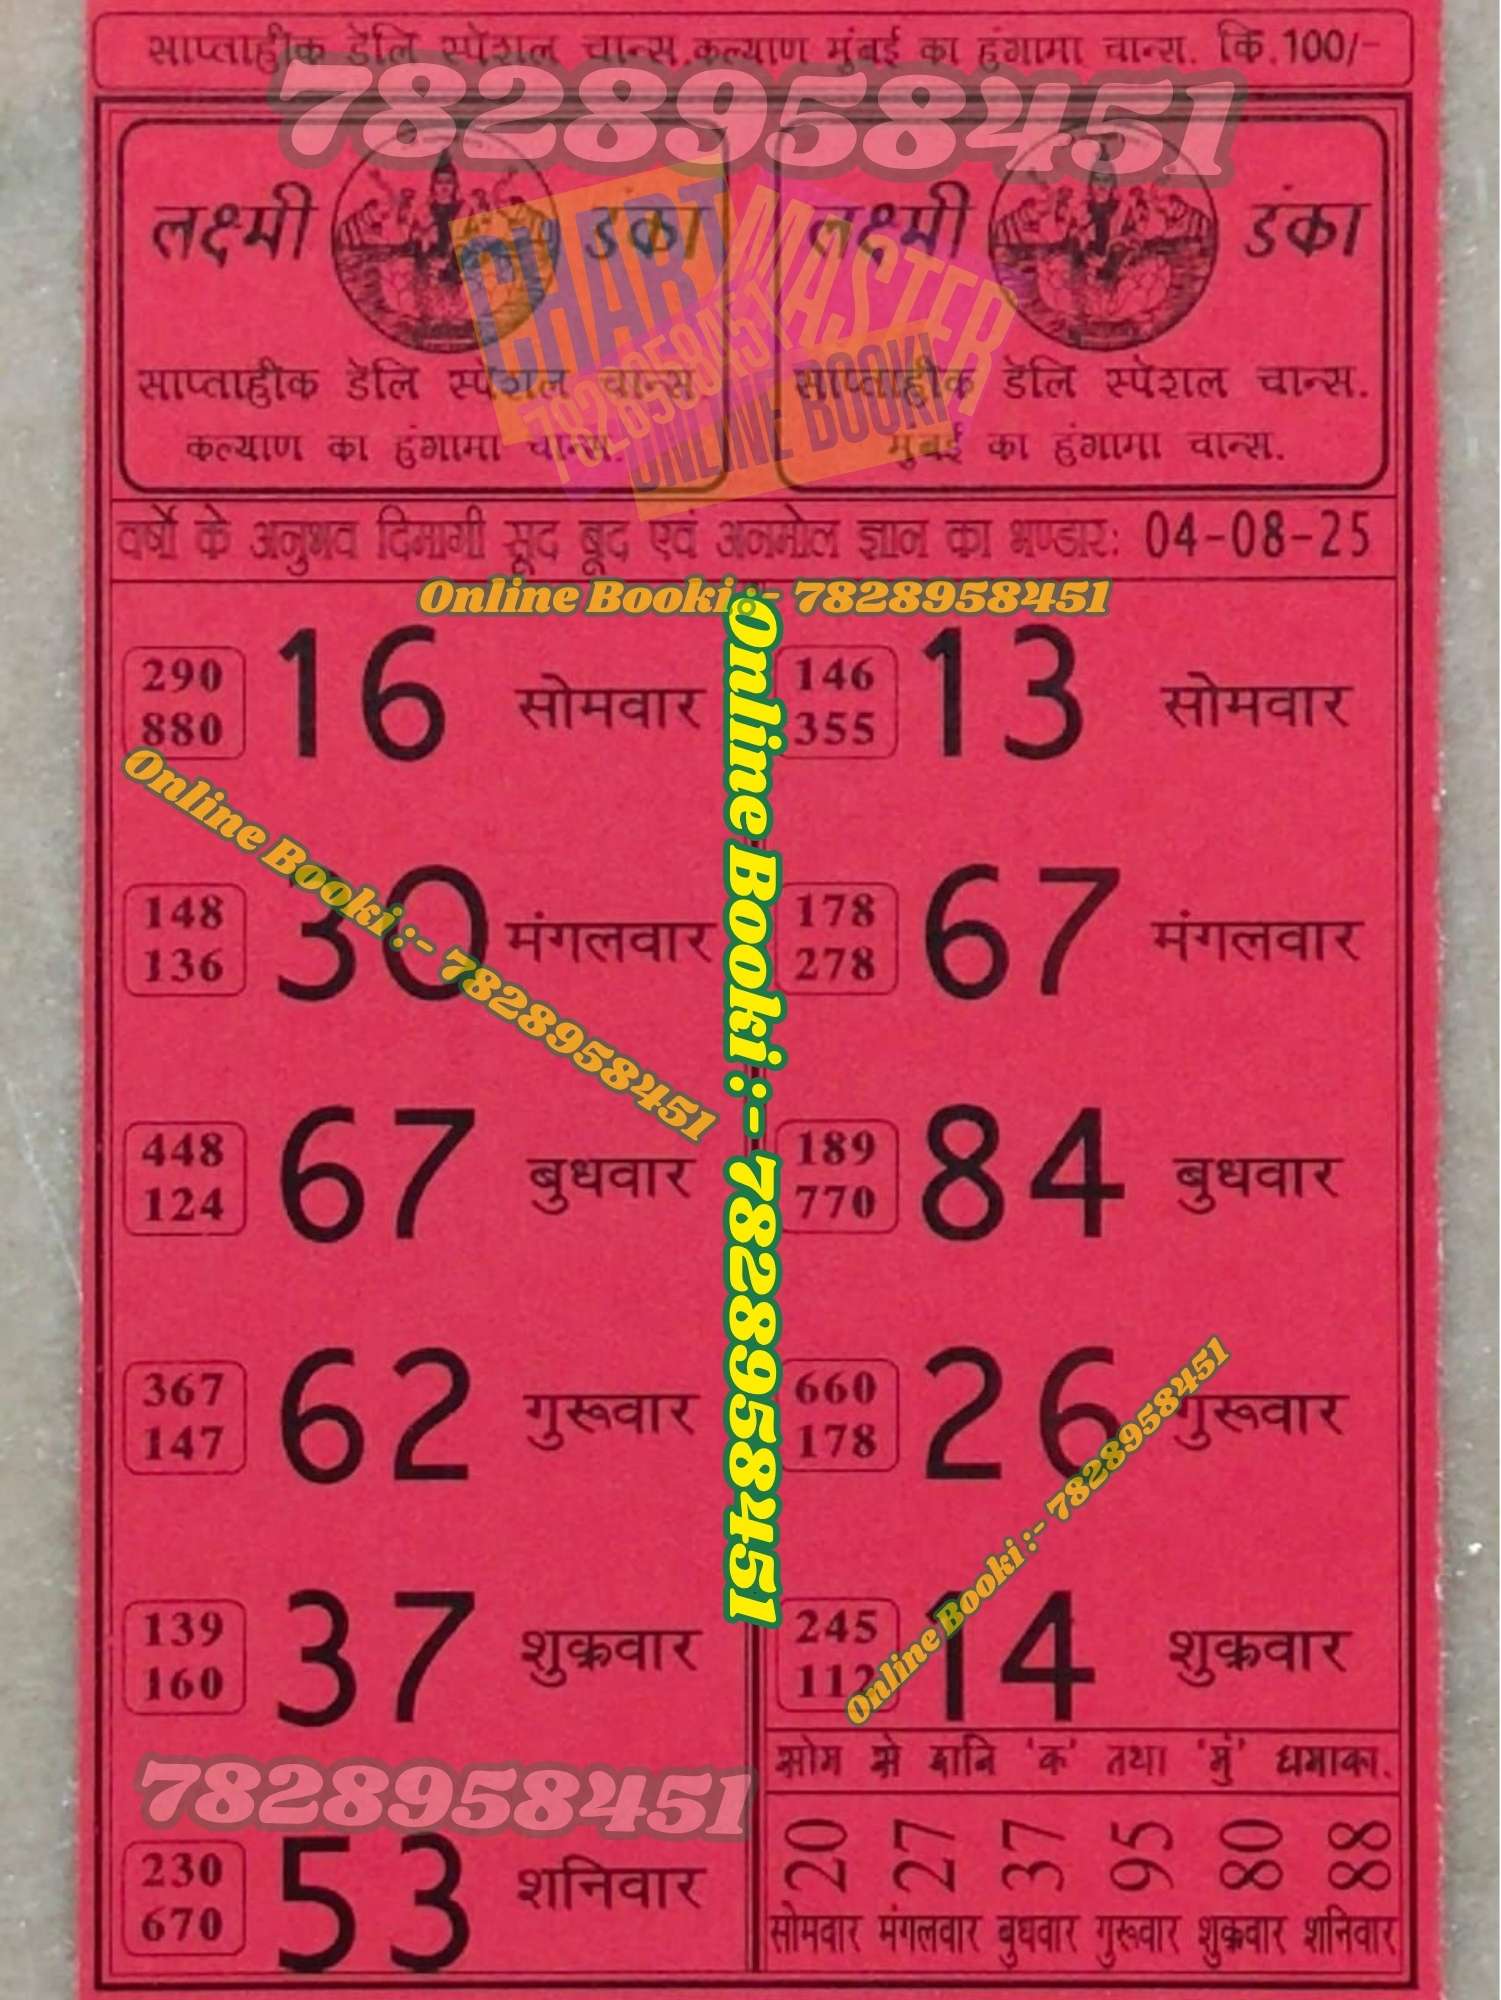 साप्ताहीक डेलि स्पेशल चान्स.कल्याण मुंबई का हुंगामा चान्स. कि.100/-
7828958451
लक्ष्मी डंका
लक्ष्मी डंका
CHART MASTER
7828958451
ONLINE BOOKI
साप्ताहीक डेलि स्पेशल चान्स
कल्याण का हुंगामा चान्स.
साप्ताहीक डेलि स्पेशल चान्स.
मुंबई का हुंगामा चान्स.
वर्षो के अनुभव दिमागी सूद बूद एवं अनमोल ज्ञान का भण्डार: 04-08-25
Online Booki :- 7828958451
290
880
16 सोमवार
146
355
13 सोमवार
Online Booki :- 7828958451
Online Booki :- 7828958451
148
136
30 मंगलवार
178
278
67 मंगलवार
448
124
67 बुधवार
189
770
84 बुधवार
367
147
62 गुरूवार
660
178
26 गुरूवार
Online Booki :- 7828958451
139
160
37 शुक्रवार
245
112
14 शुक्रवार
7828958451
230
670
53 शनिवार
सोम से शनि 'क' तथा 'मुं' धमाका.
20 27 37 95 80 88
सोमवार मंगलवार बुधवार गुरूवार शुक्रवार शनिवार